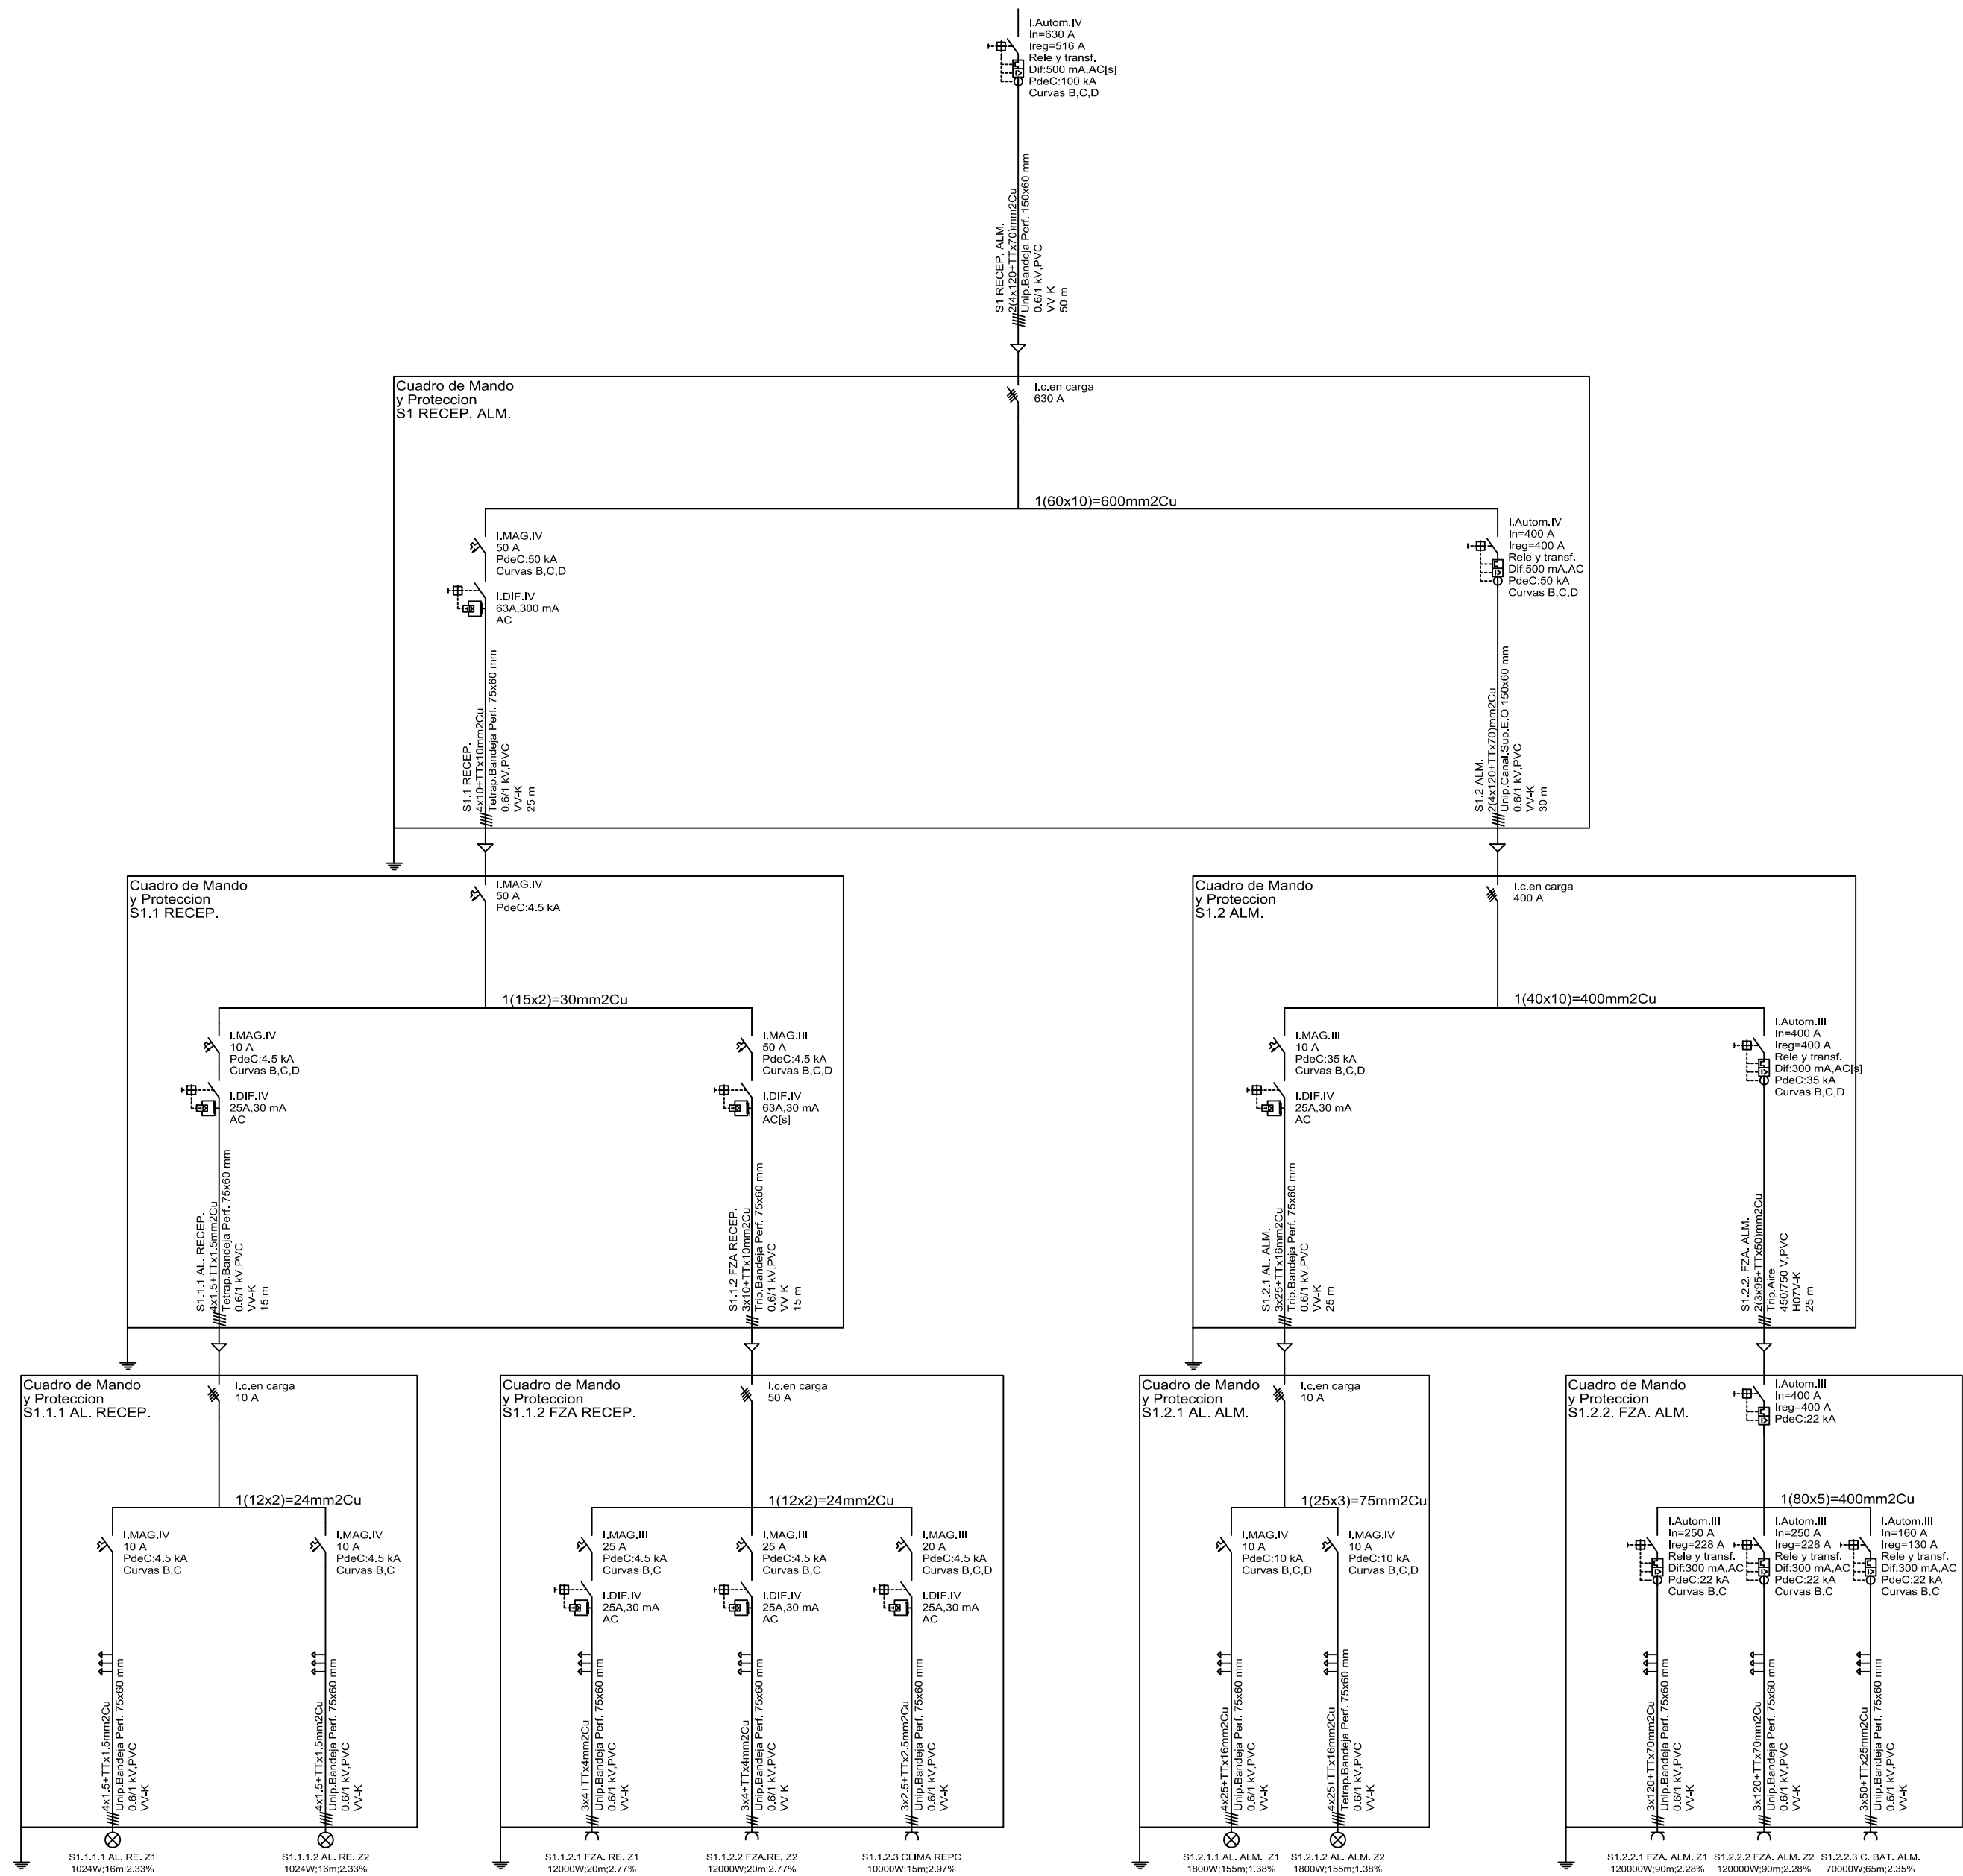 I.Autom.IV
In=630 A
Ireg=516 A
Rele y transf.
Dif:500 mA,AC[s]
PdeC:100 kA
Curvas B,C,D
S1 RECEP. ALM.
2(4x120+TTx70)mm2Cu
Unip.Bandeja Perf. 150x60 mm
0.6/1 kV,PVC
VV-K
50 m
Cuadro de Mando
y Proteccion
S1 RECEP. ALM.
I.c.en carga
630 A
1(60x10)=600mm2Cu
I.MAG.IV
50 A
PdeC:50 kA
Curvas B,C,D
I.DIF.IV
63A,300 mA
AC
S1.1 RECEP.
4x10+TTx10mm2Cu
Tetrap.Bandeja Perf. 75x60 mm
0.6/1 kV,PVC
VV-K
25 m
I.Autom.IV
In=400 A
Ireg=400 A
Rele y transf.
Dif:500 mA,AC
PdeC:50 kA
Curvas B,C,D
S1.2 ALM.
2(4x120+TTx70)mm2Cu
Unip.Canal.Sup.E.O 150x60 mm
0.6/1 kV,PVC
VV-K
30 m
Cuadro de Mando
y Proteccion
S1.1 RECEP.
I.MAG.IV
50 A
PdeC:4.5 kA
1(15x2)=30mm2Cu
I.MAG.IV
10 A
PdeC:4.5 kA
Curvas B,C,D
I.DIF.IV
25A,30 mA
AC
S1.1.1 AL. RECEP.
4x1.5+TTx1.5mm2Cu
Tetrap.Bandeja Perf. 75x60 mm
0.6/1 kV,PVC
VV-K
15 m
I.MAG.III
50 A
PdeC:4.5 kA
Curvas B,C,D
I.DIF.IV
63A,30 mA
AC[s]
S1.1.2 FZA RECEP.
3x10+TTx10mm2Cu
Trip.Bandeja Perf. 75x60 mm
0.6/1 kV,PVC
VV-K
15 m
Cuadro de Mando
y Proteccion
S1.2 ALM.
I.c.en carga
400 A
1(40x10)=400mm2Cu
I.MAG.III
10 A
PdeC:35 kA
Curvas B,C,D
I.DIF.IV
25A,30 mA
AC
S1.2.1 AL. ALM.
3x25+TTx16mm2Cu
Trip.Bandeja Perf. 75x60 mm
0.6/1 kV,PVC
VV-K
25 m
I.Autom.III
In=400 A
Ireg=400 A
Rele y transf.
Dif:300 mA,AC[s]
PdeC:35 kA
Curvas B,C,D
S1.2.2. FZA. ALM.
2(3x95+TTx50)mm2Cu
Trip.Aire
450/750 V,PVC
H07V-K
25 m
Cuadro de Mando
y Proteccion
S1.1.1 AL. RECEP.
I.c.en carga
10 A
1(12x2)=24mm2Cu
I.MAG.IV
10 A
PdeC:4.5 kA
Curvas B,C
4x1.5+TTx1.5mm2Cu
Unip.Bandeja Perf. 75x60 mm
0.6/1 kV,PVC
VV-K
S1.1.1.1 AL. RE. Z1
1024W;16m;2.33%
I.MAG.IV
10 A
PdeC:4.5 kA
Curvas B,C
4x1.5+TTx1.5mm2Cu
Unip.Bandeja Perf. 75x60 mm
0.6/1 kV,PVC
VV-K
S1.1.1.2 AL. RE. Z2
1024W;16m;2.33%
Cuadro de Mando
y Proteccion
S1.1.2 FZA RECEP.
I.c.en carga
50 A
1(12x2)=24mm2Cu
I.MAG.III
25 A
PdeC:4.5 kA
Curvas B,C
I.DIF.IV
25A,30 mA
AC
3x4+TTx4mm2Cu
Unip.Bandeja Perf. 75x60 mm
0.6/1 kV,PVC
VV-K
S1.1.2.1 FZA. RE. Z1
12000W;20m;2.77%
I.MAG.III
25 A
PdeC:4.5 kA
Curvas B,C
I.DIF.IV
25A,30 mA
AC
3x4+TTx4mm2Cu
Unip.Bandeja Perf. 75x60 mm
0.6/1 kV,PVC
VV-K
S1.1.2.2 FZA.RE. Z2
12000W;20m;2.77%
I.MAG.III
20 A
PdeC:4.5 kA
Curvas B,C,D
I.DIF.IV
25A,30 mA
AC
3x2.5+TTx2.5mm2Cu
Unip.Bandeja Perf. 75x60 mm
0.6/1 kV,PVC
VV-K
S1.1.2.3 CLIMA REPC
10000W;15m;2.97%
Cuadro de Mando
y Proteccion
S1.2.1 AL. ALM.
I.c.en carga
10 A
1(25x3)=75mm2Cu
I.MAG.IV
10 A
PdeC:10 kA
Curvas B,C,D
4x25+TTx16mm2Cu
Unip.Bandeja Perf. 75x60 mm
0.6/1 kV,PVC
VV-K
S1.2.1.1 AL. ALM. Z1
1800W;155m;1.38%
I.MAG.IV
10 A
PdeC:10 kA
Curvas B,C,D
4x25+TTx16mm2Cu
Tetrap.Bandeja Perf. 75x60 mm
0.6/1 kV,PVC
VV-K
S1.2.1.2 AL. ALM. Z2
1800W;155m;1.38%
Cuadro de Mando
y Proteccion
S1.2.2. FZA. ALM.
I.Autom.III
In=400 A
Ireg=400 A
PdeC:22 kA
1(80x5)=400mm2Cu
I.Autom.III
In=250 A
Ireg=228 A
Rele y transf.
Dif:300 mA,AC
PdeC:22 kA
Curvas B,C
3x120+TTx70mm2Cu
Unip.Bandeja Perf. 75x60 mm
0.6/1 kV,PVC
VV-K
S1.2.2.1 FZA. ALM. Z1
120000W;90m;2.28%
I.Autom.III
In=250 A
Ireg=228 A
Rele y transf.
Dif:300 mA,AC
PdeC:22 kA
Curvas B,C
3x120+TTx70mm2Cu
Unip.Bandeja Perf. 75x60 mm
0.6/1 kV,PVC
VV-K
S1.2.2.2 FZA. ALM. Z2
120000W;90m;2.28%
I.Autom.III
In=160 A
Ireg=130 A
Rele y transf.
Dif:300 mA,AC
PdeC:22 kA
Curvas B,C
3x50+TTx25mm2Cu
Unip.Bandeja Perf. 75x60 mm
0.6/1 kV,PVC
VV-K
S1.2.2.3 C. BAT. ALM.
70000W;65m;2.35%